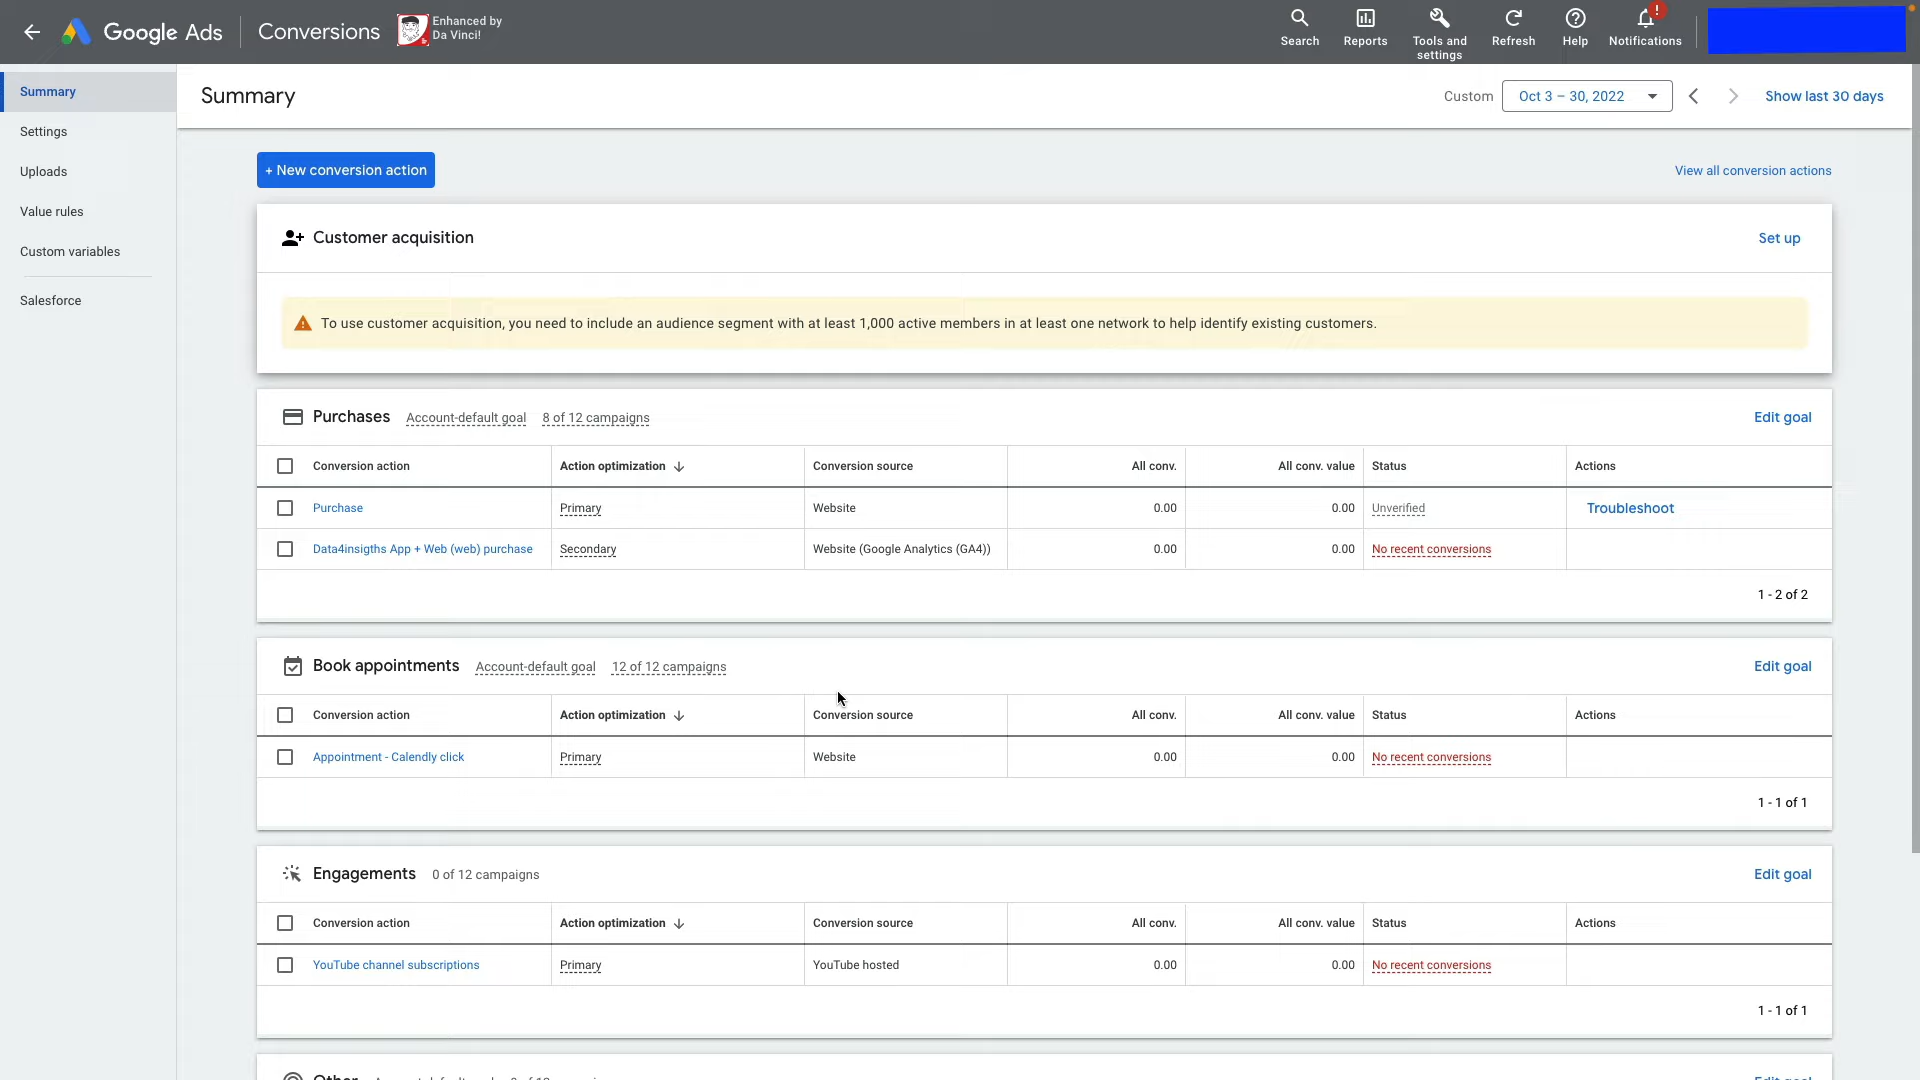 Google Ads
Conversions
Enhanced by
Da Vinci!
Search
Reports
Tools and
settings
Refresh
Help
Notifications
Summary
Settings
Uploads
Value rules
Custom variables
Salesforce
Summary
Custom
Oct 3 – 30, 2022
Show last 30 days
+ New conversion action
View all conversion actions
Customer acquisition
Set up
To use customer acquisition, you need to include an audience segment with at least 1,000 active members in at least one network to help identify existing customers.
Purchases Account-default goal 8 of 12 campaigns Edit goal
Conversion action Action optimization Conversion source All conv. All conv. value Status Actions
Purchase Primary Website 0.00 0.00 Unverified Troubleshoot
Data4insigths App + Web (web) purchase Secondary Website (Google Analytics (GA4)) 0.00 0.00 No recent conversions
1 - 2 of 2
Book appointments Account-default goal 12 of 12 campaigns Edit goal
Conversion action Action optimization Conversion source All conv. All conv. value Status Actions
Appointment - Calendly click Primary Website 0.00 0.00 No recent conversions
1 - 1 of 1
Engagements 0 of 12 campaigns Edit goal
Conversion action Action optimization Conversion source All conv. All conv. value Status Actions
YouTube channel subscriptions Primary YouTube hosted 0.00 0.00 No recent conversions
1 - 1 of 1
Other Edit goal